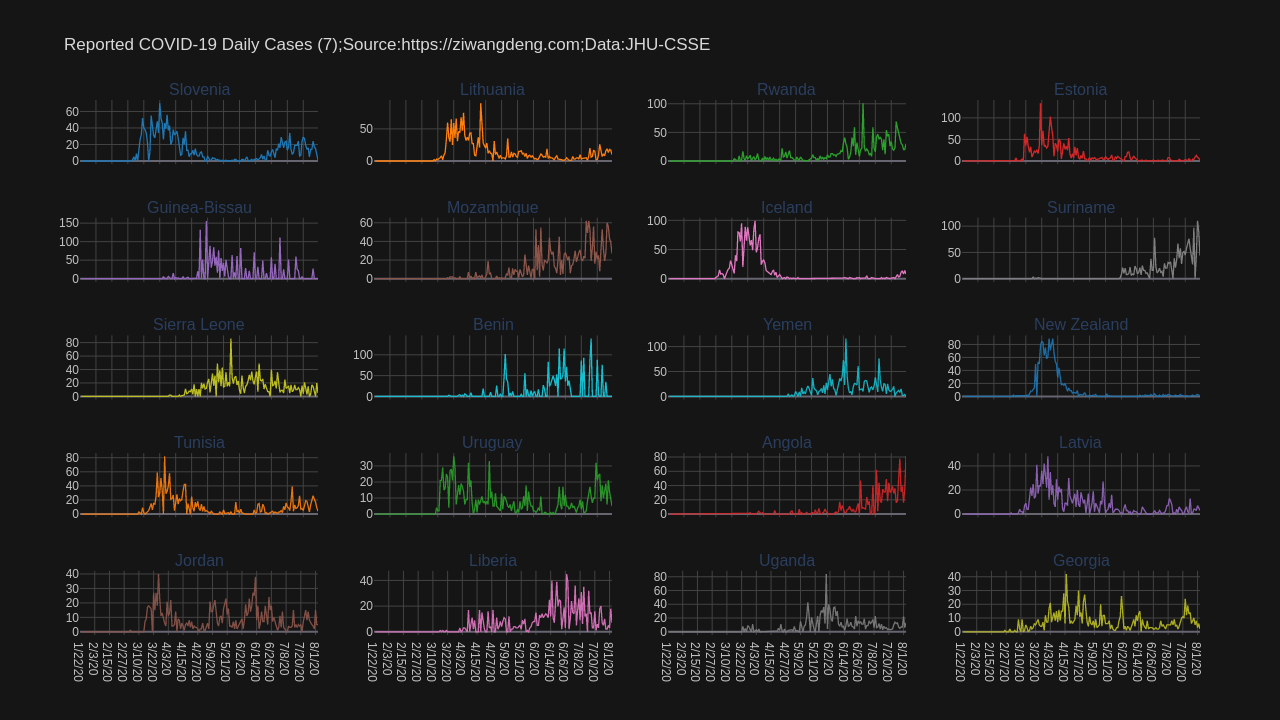 Reported COVID-19 Daily Cases (7);Source:https://ziwangdeng.com;Data:JHU-CSSE
Slovenia Lithuania Rwanda Estonia
60 40 20 0
50 0
100 50 0
100 50 0
Guinea-Bissau Mozambique Iceland Suriname
150 100 50 0
60 40 20 0
100 50 0
100 50 0
Sierra Leone Benin Yemen New Zealand
80 60 40 20 0
100 50 0
100 50 0
80 60 40 20 0
Tunisia Uruguay Angola Latvia
80 60 40 20 0
30 20 10 0
80 60 40 20 0
40 20 0
Jordan Liberia Uganda Georgia
40 30 20 10 0
40 20 0
80 60 40 20 0
40 30 20 10 0
1/22/20 2/3/20 2/15/20 2/27/20 3/10/20 3/22/20 4/3/20 4/15/20 4/27/20 5/9/20 5/21/20 6/2/20 6/14/20 6/26/20 7/8/20 7/20/20 8/1/20
1/22/20 2/3/20 2/15/20 2/27/20 3/10/20 3/22/20 4/3/20 4/15/20 4/27/20 5/9/20 5/21/20 6/2/20 6/14/20 6/26/20 7/8/20 7/20/20 8/1/20
1/22/20 2/3/20 2/15/20 2/27/20 3/10/20 3/22/20 4/3/20 4/15/20 4/27/20 5/9/20 5/21/20 6/2/20 6/14/20 6/26/20 7/8/20 7/20/20 8/1/20
1/22/20 2/3/20 2/15/20 2/27/20 3/10/20 3/22/20 4/3/20 4/15/20 4/27/20 5/9/20 5/21/20 6/2/20 6/14/20 6/26/20 7/8/20 7/20/20 8/1/20